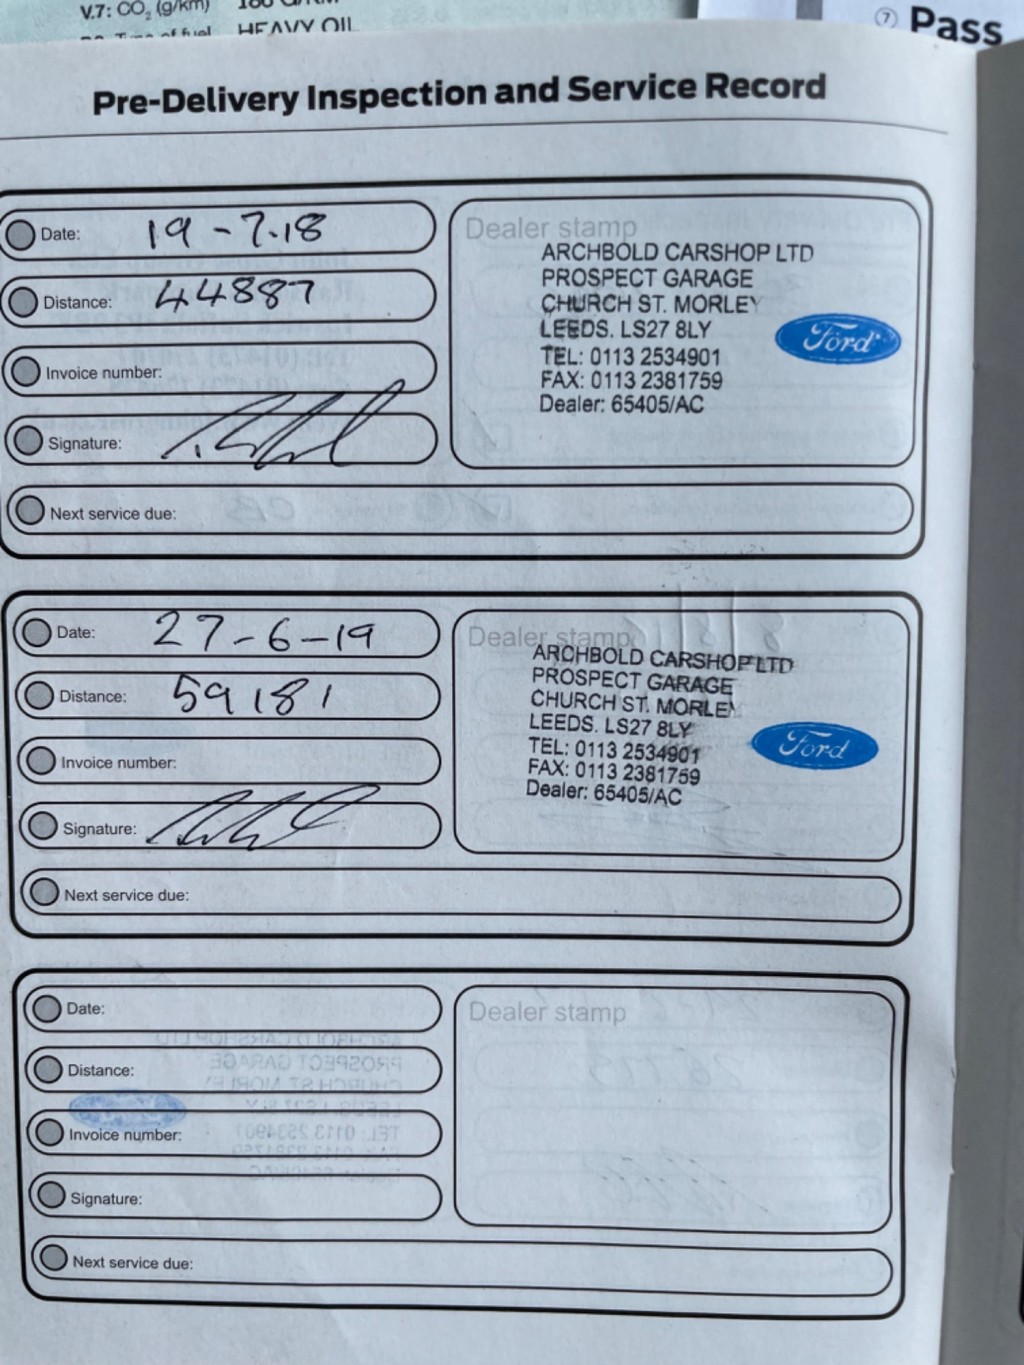 V.7: CO₂ (g/km)
HEAVY OIL
⑦ Pass
Pre-Delivery Inspection and Service Record
Date: 19-7-18
Distance: 44887
Invoice number:
Signature:
Next service due:
Dealer stamp
ARCHBOLD CARSHOP LTD
PROSPECT GARAGE
CHURCH ST. MORLEY
LEEDS. LS27 8LY
TEL: 0113 2534901
FAX: 0113 2381759
Dealer: 65405/AC
Ford
Date: 27-6-19
Distance: 59181
Invoice number:
Signature:
Next service due:
Dealer stamp
ARCHBOLD CARSHOP LTD
PROSPECT GARAGE
CHURCH ST. MORLEY
LEEDS. LS27 8LY
TEL: 0113 2534901
FAX: 0113 2381759
Dealer: 65405/AC
Ford
Date:
Distance:
Invoice number:
Signature:
Next service due:
Dealer stamp